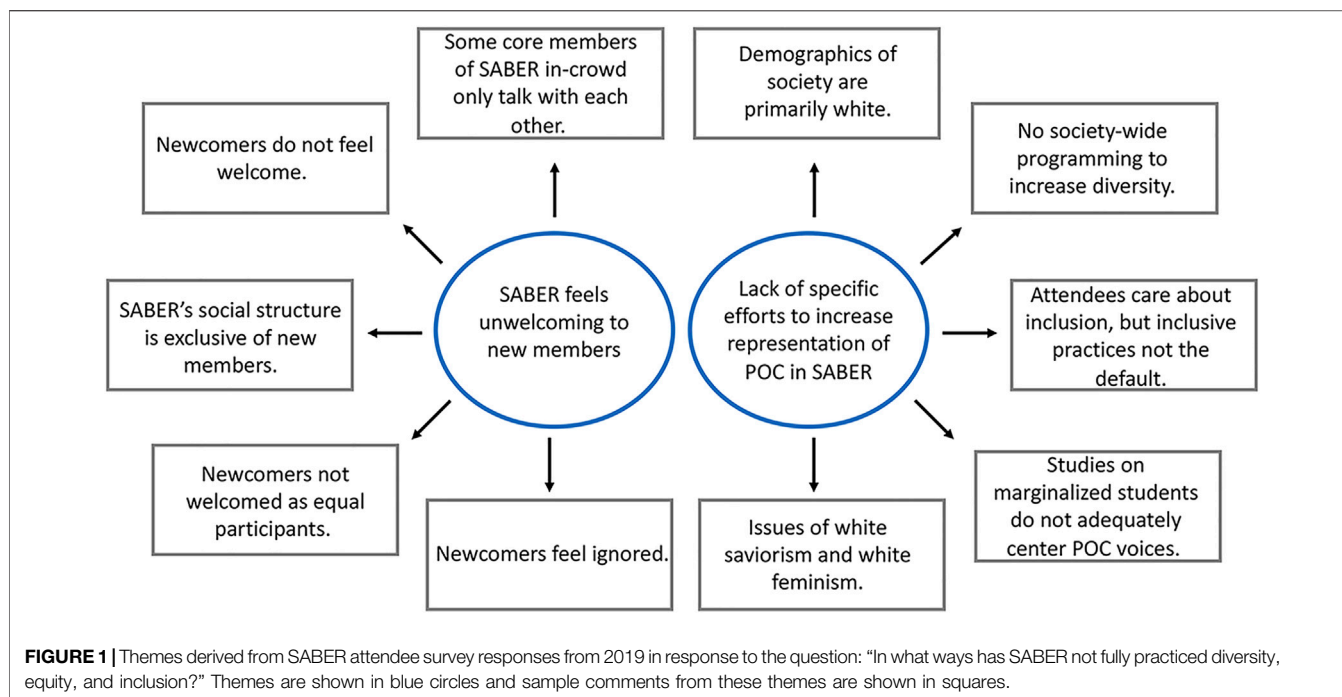 Some core members
of SABER in-crowd
only talk with each
other.
Demographics of
society are
primarily white.
Newcomers do not feel
welcome.
No society-wide
programming to
increase diversity.
SABER’s social structure
is exclusive of new
members.
SABER feels
unwelcoming to
new members
Lack of specific
efforts to increase
representation of
POC in SABER
Attendees care about
inclusion, but inclusive
practices not the
default.
Newcomers not
welcomed as equal
participants.
Newcomers feel ignored.
Issues of white
saviorism and white
feminism.
Studies on
marginalized students
do not adequately
center POC voices.
FIGURE 1 | Themes derived from SABER attendee survey responses from 2019 in response to the question: “In what ways has SABER not fully practiced diversity,
equity, and inclusion?” Themes are shown in blue circles and sample comments from these themes are shown in squares.